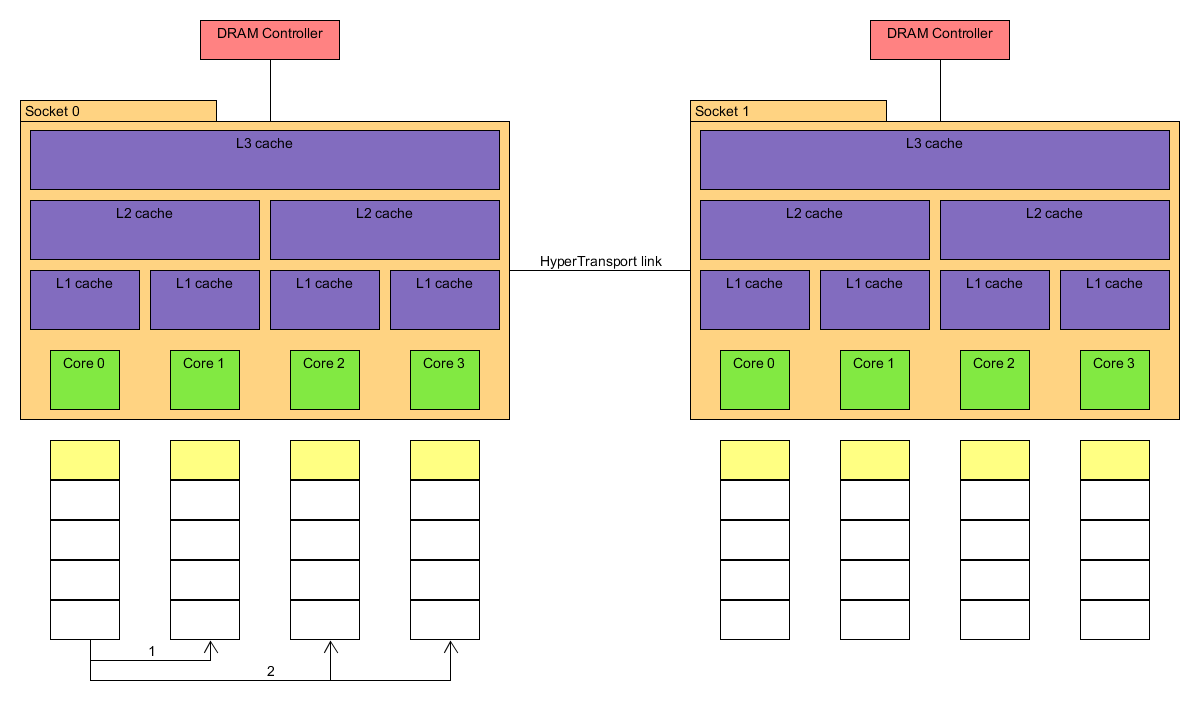 DRAM Controller
DRAM Controller
Socket 0
Socket 1
L3 cache
L3 cache
L2 cache
L2 cache
L2 cache
L2 cache
HyperTransport link
L1 cache
L1 cache
L1 cache
L1 cache
L1 cache
L1 cache
L1 cache
L1 cache
Core 0
Core 1
Core 2
Core 3
Core 0
Core 1
Core 2
Core 3
1
2